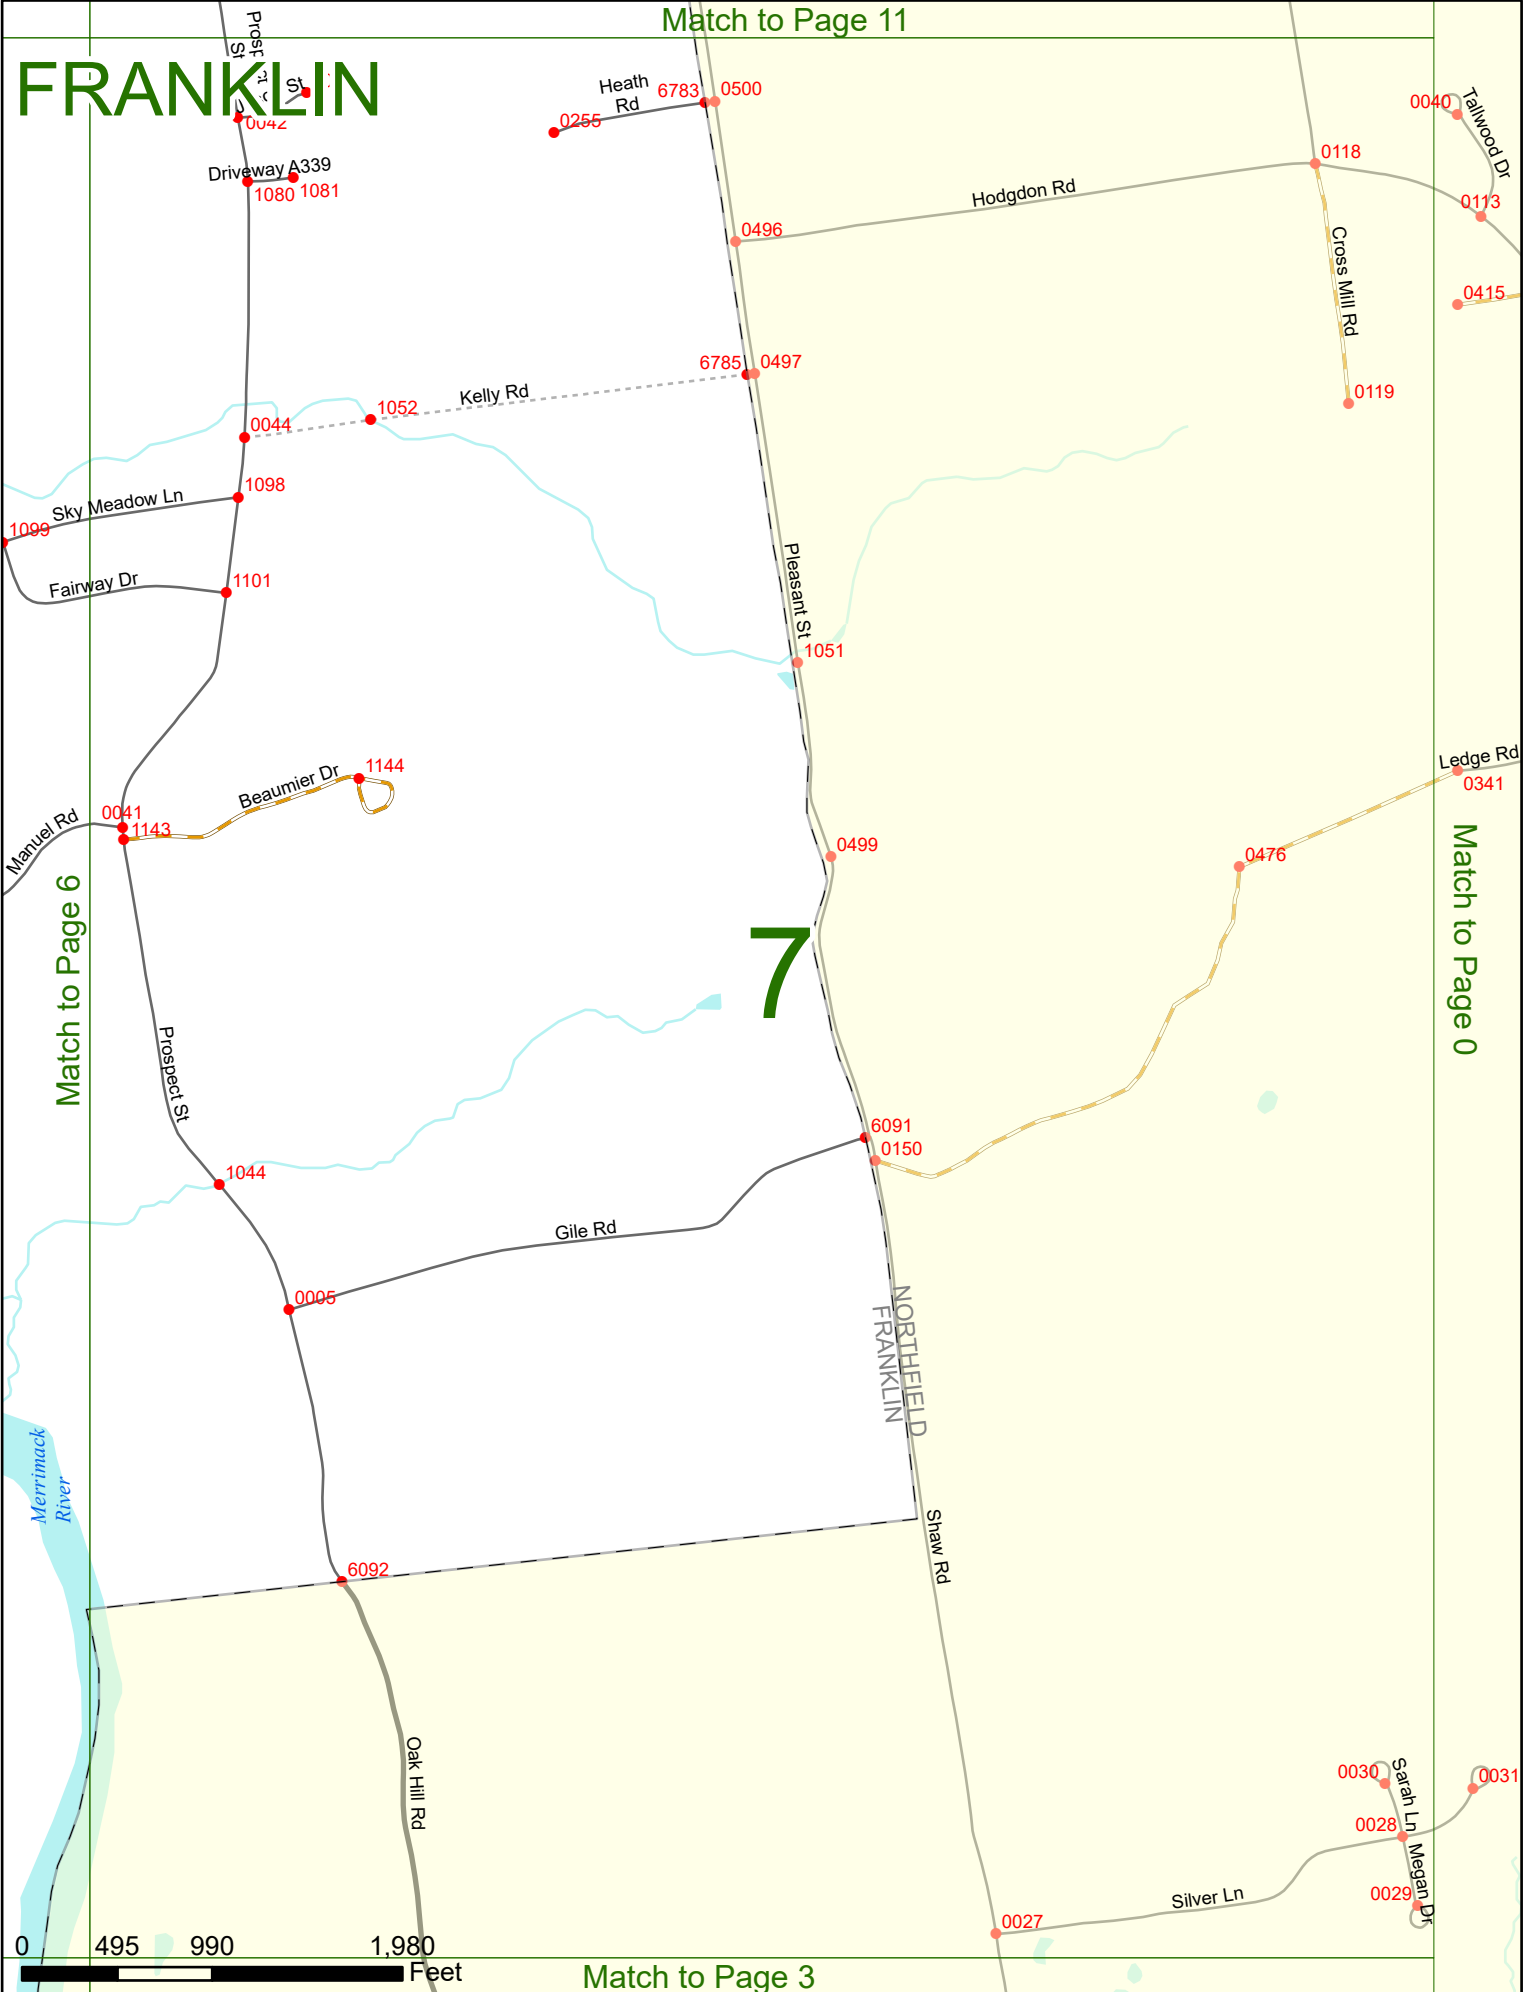 Match to Page 11
FRANKLIN
St
0042
Heath
Rd
6783
0500
0255
0040
Tallwood Dr
0118
0113
Driveway A339
1080
1081
Hodgdon Rd
0496
Cross Mill Rd
0415
6785
0497
0119
Kelly Rd
1052
0044
1098
Sky Meadow Ln
1099
Fairway Dr
1101
Pleasant St
1051
Ledge Rd
0341
1144
Beaumier Dr
0041
1143
Manuel Rd
0499
0476
Match to Page 6
7
Match to Page 0
Prospect St
6091
0150
1044
Gile Rd
0005
NORTHFIELD
FRANKLIN
Merrimack
River
Shaw Rd
6092
Oak Hill Rd
0030
Sarah Ln
0031
0028
Megan Dr
0029
Silver Ln
0027
0
495
990
1,980
Feet
Match to Page 3